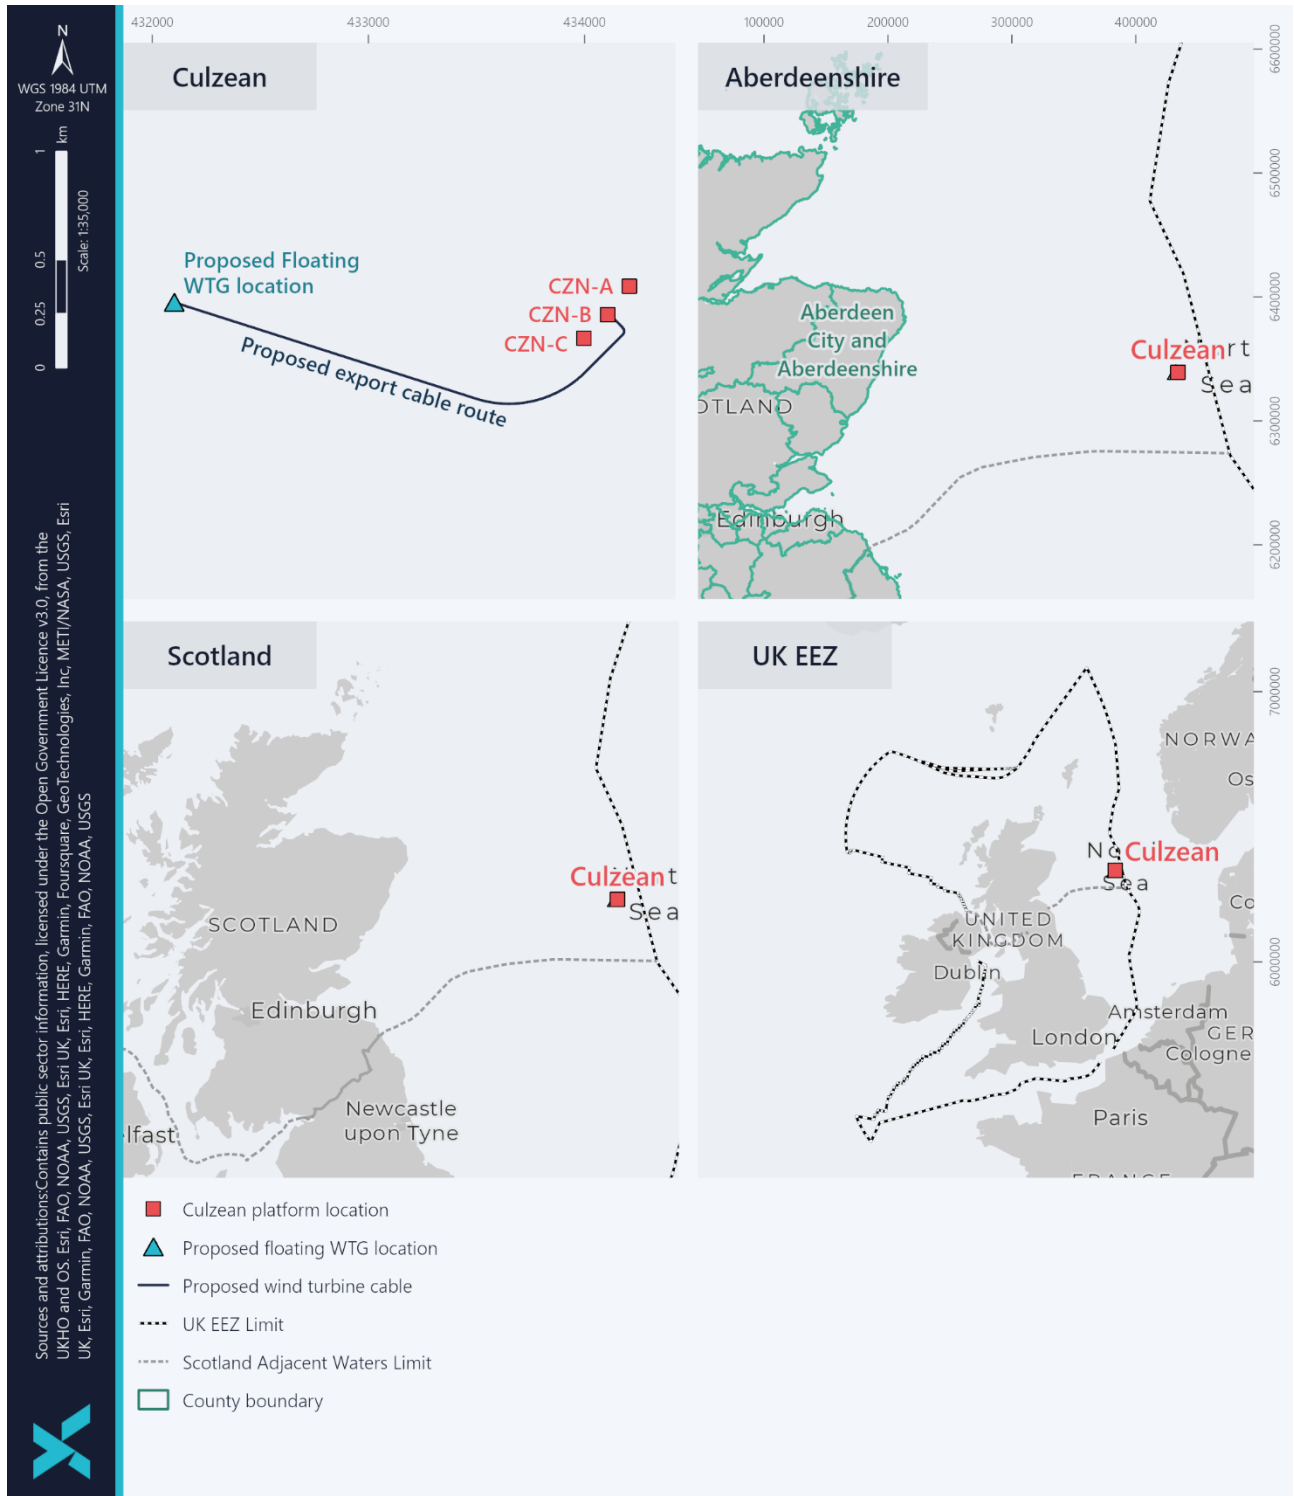 N
WGS 1984 UTM
Zone 31N
km
0 0.25 0.5 1
Scale: 1:35,000
Sources and attributions:Contains public sector information, licensed under the Open Government Licence v3.0, from the
UKHO and OS. Esri, FAO, NOAA, USGS, Esri UK, Esri, HERE, Garmin, Foursquare, GeoTechnologies, Inc, METI/NASA, USGS, Esri
UK, Esri, Garmin, FAO, NOAA, USGS, Esri UK, Esri, HERE, Garmin, FAO, NOAA, USGS
432000 433000 434000
Culzean
Proposed Floating
WTG location
CZN-A
CZN-B
CZN-C
Proposed export cable route
100000 200000 300000 400000
Aberdeenshire
6600000
6500000
6400000
6300000
6200000
Aberdeen
City and
Aberdeenshire
Culzean
rt
Sea
OTLAND
Edinburgh
Scotland
Culzean
t
Sea
SCOTLAND
Edinburgh
Newcastle
upon Tyne
lfast
UK EEZ
7000000
6000000
NORWA
Os
No
Culzean
Sea
Co
UNITED
KINGDOM
Dublin
Amsterdam
London
GER
Cologne
Paris
FRANCE
Culzean platform location
Proposed floating WTG location
Proposed wind turbine cable
UK EEZ Limit
Scotland Adjacent Waters Limit
County boundary